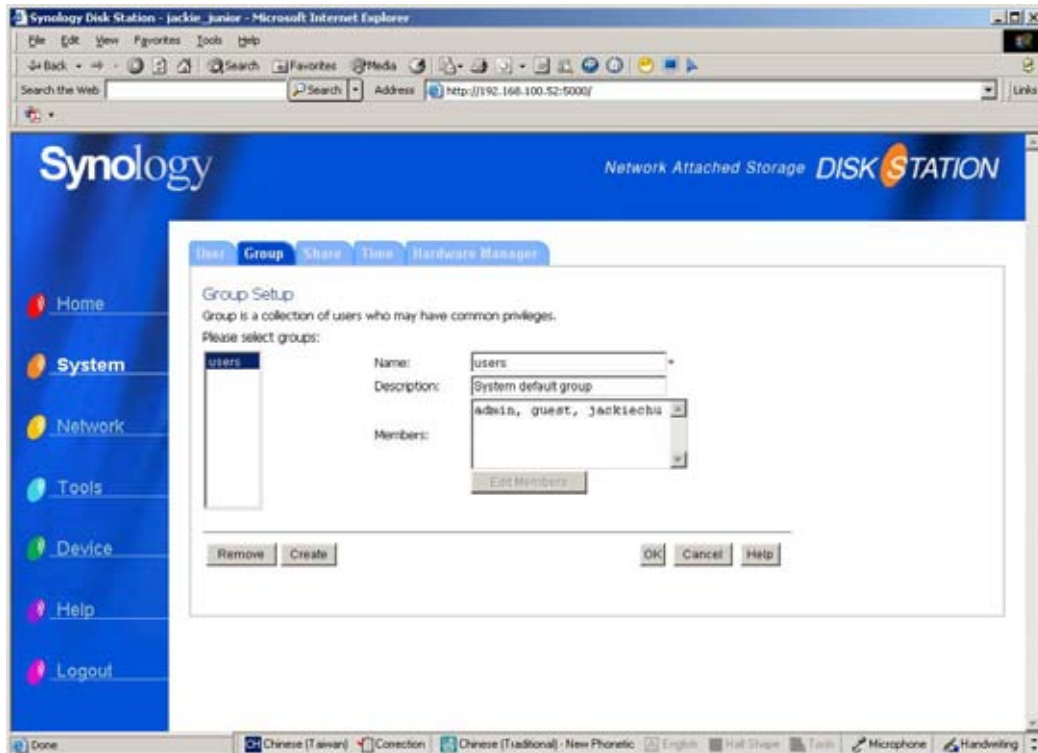 Synology Disk Station - jackie_junior - Microsoft Internet Explorer
File Edit View Favorites Tools Help
Back Search Favorites Media
Search the Web Search Address http://192.168.100.52:5000/ Links
Synology
Network Attached Storage DISK STATION
User Group Share Time Hardware Manager
Home
System
Network
Tools
Device
Help
Logout
Group Setup
Group is a collection of users who may have common privileges.
Please select groups:
users
Name: users *
Description: System default group
Members: admin, guest, jackiechu
Edit Members
Remove Create OK Cancel Help
Done CH Chinese (Taiwan) Correction Chinese (Traditional) - New Phonetic English Half Shape Tools Microphone Handwriting